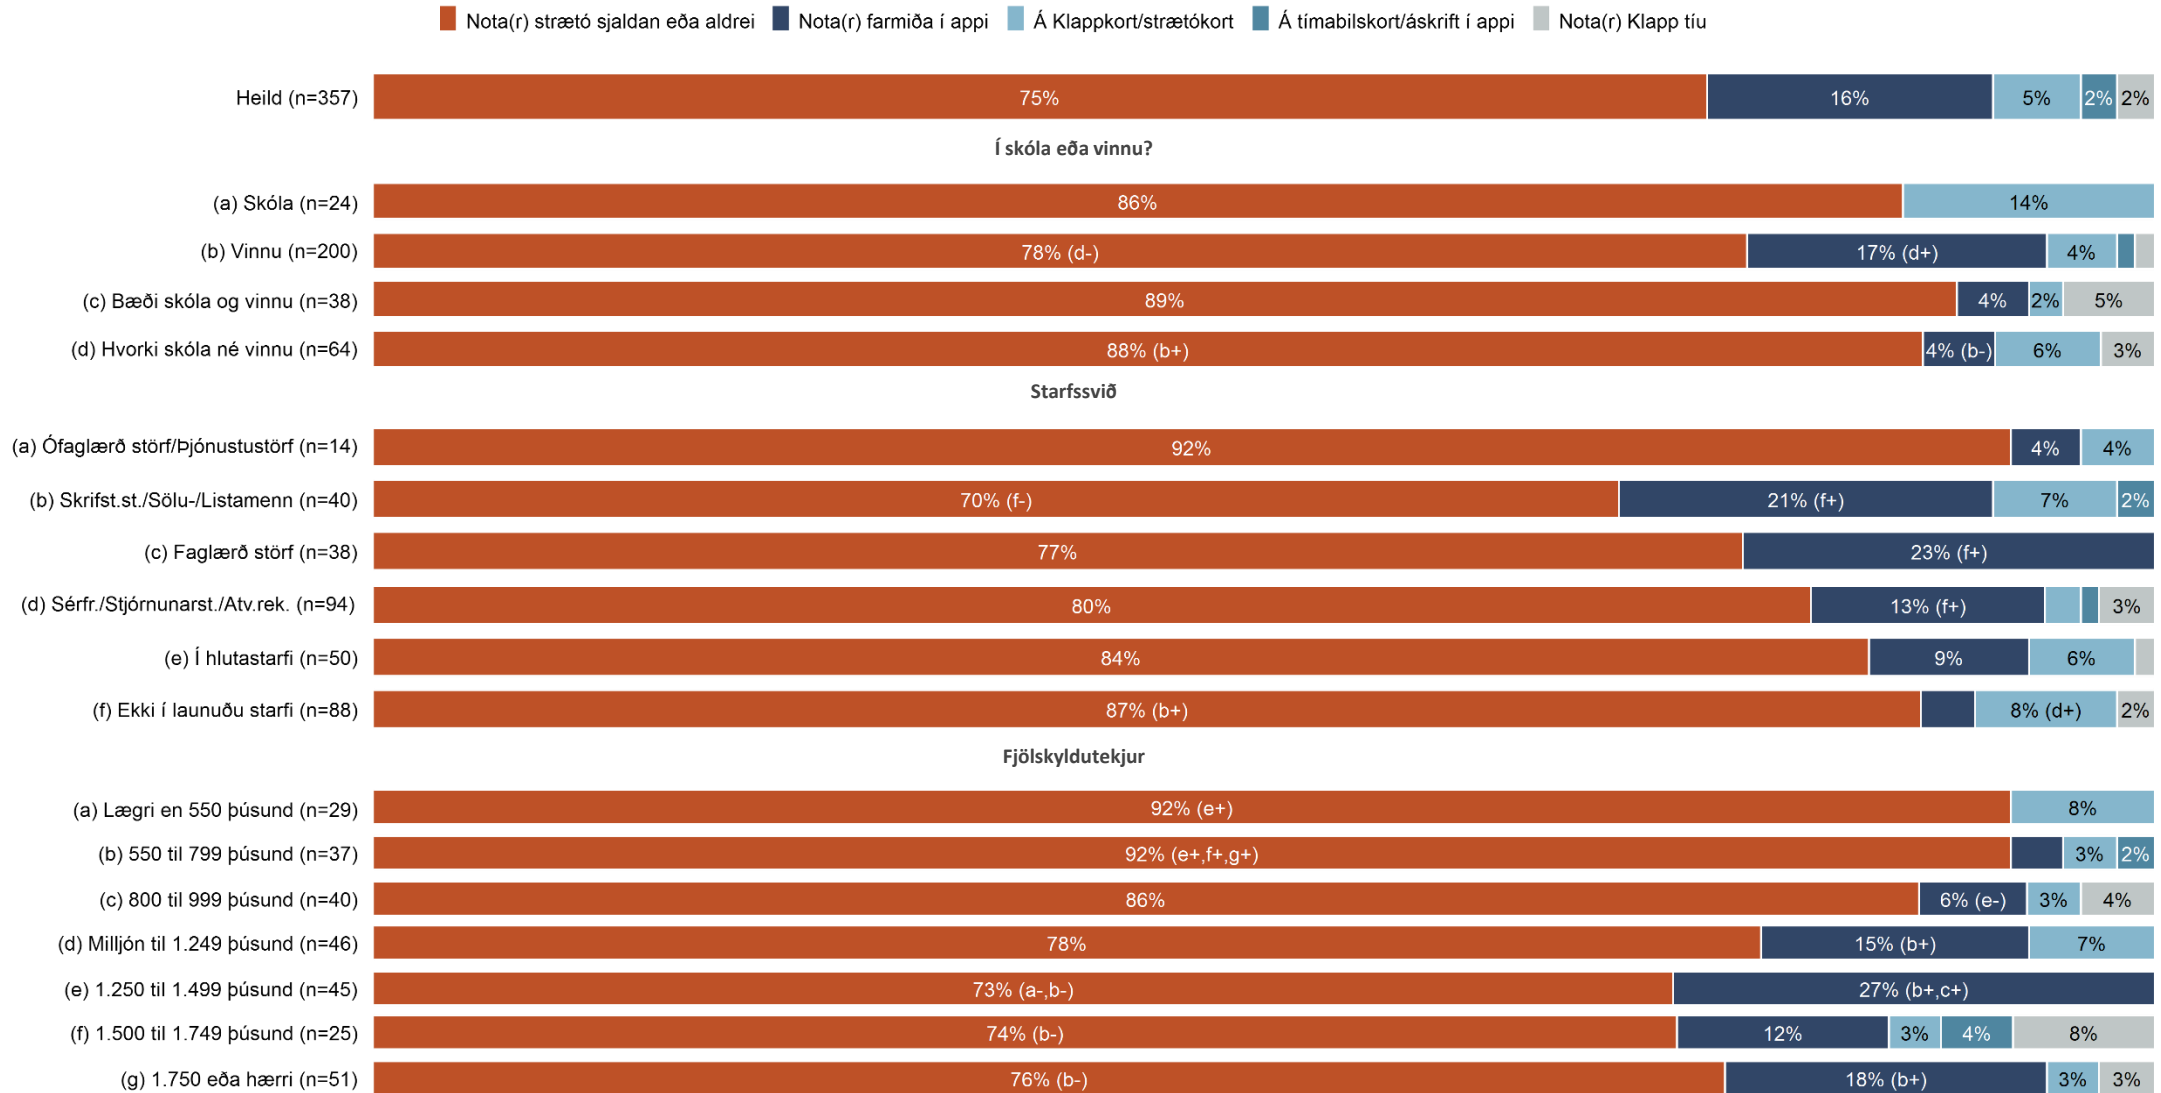 Nota(r) strætó sjaldan eða aldrei Nota(r) farmiða í appi Á Klappkort/strætókort Á tímabilskort/áskrift í appi Nota(r) Klapp tíu
Heild (n=357) 75% 16% 5% 2% 2%
Í skóla eða vinnu?
(a) Skóla (n=24) 86% 14%
(b) Vinnu (n=200) 78% (d-) 17% (d+) 4%
(c) Bæði skóla og vinnu (n=38) 89% 4% 2% 5%
(d) Hvorki skóla né vinnu (n=64) 88% (b+) 4% (b-) 6% 3%
Starfssvið
(a) Ófaglærð störf/Þjónustustörf (n=14) 92% 4% 4%
(b) Skrifst.st./Sölu-/Listamenn (n=40) 70% (f-) 21% (f+) 7% 2%
(c) Faglærð störf (n=38) 77% 23% (f+)
(d) Sérfr./Stjórnunarst./Atv.rek. (n=94) 80% 13% (f+) 3%
(e) Í hlutastarfi (n=50) 84% 9% 6%
(f) Ekki í launuðu starfi (n=88) 87% (b+) 8% (d+) 2%
Fjölskyldutekjur
(a) Lægri en 550 þúsund (n=29) 92% (e+) 8%
(b) 550 til 799 þúsund (n=37) 92% (e+,f+,g+) 3% 2%
(c) 800 til 999 þúsund (n=40) 86% 6% (e-) 3% 4%
(d) Milljón til 1.249 þúsund (n=46) 78% 15% (b+) 7%
(e) 1.250 til 1.499 þúsund (n=45) 73% (a-,b-) 27% (b+,c+)
(f) 1.500 til 1.749 þúsund (n=25) 74% (b-) 12% 3% 4% 8%
(g) 1.750 eða hærri (n=51) 76% (b-) 18% (b+) 3% 3%